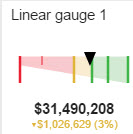 Linear gauge 1
$31,490,208
▼$1,026,629 (3%)